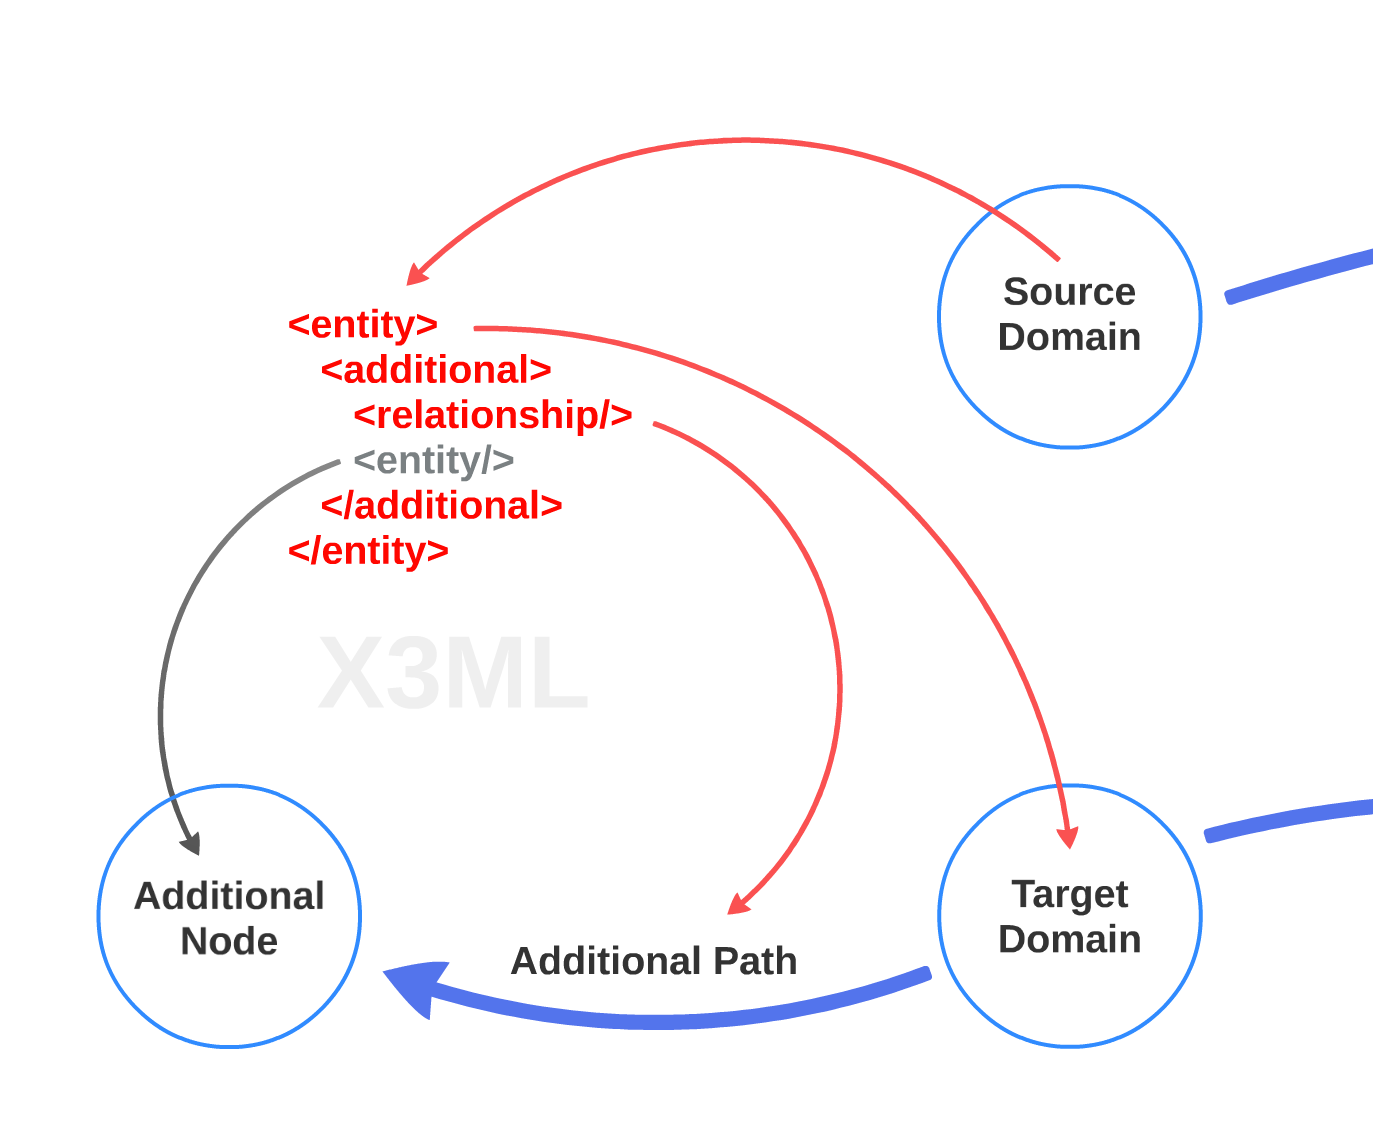 Source
Domain
<entity>
<additional>
<relationship/>
<entity/>
</additional>
</entity>
X3ML
Additional
Node
Additional Path
Target
Domain